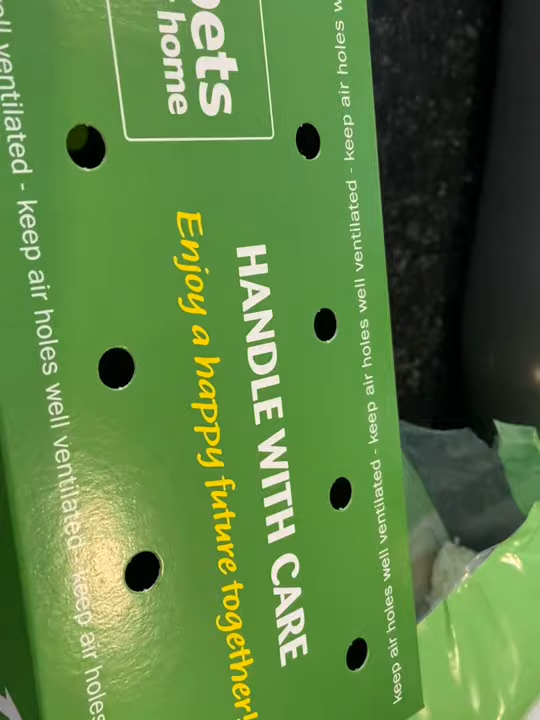 pets
home
HANDLE WITH CARE
Enjoy a happy future together!
keep air holes well ventilated - keep air holes well ventilated - keep air holes
well ventilated - keep air holes well ventilated - keep air holes